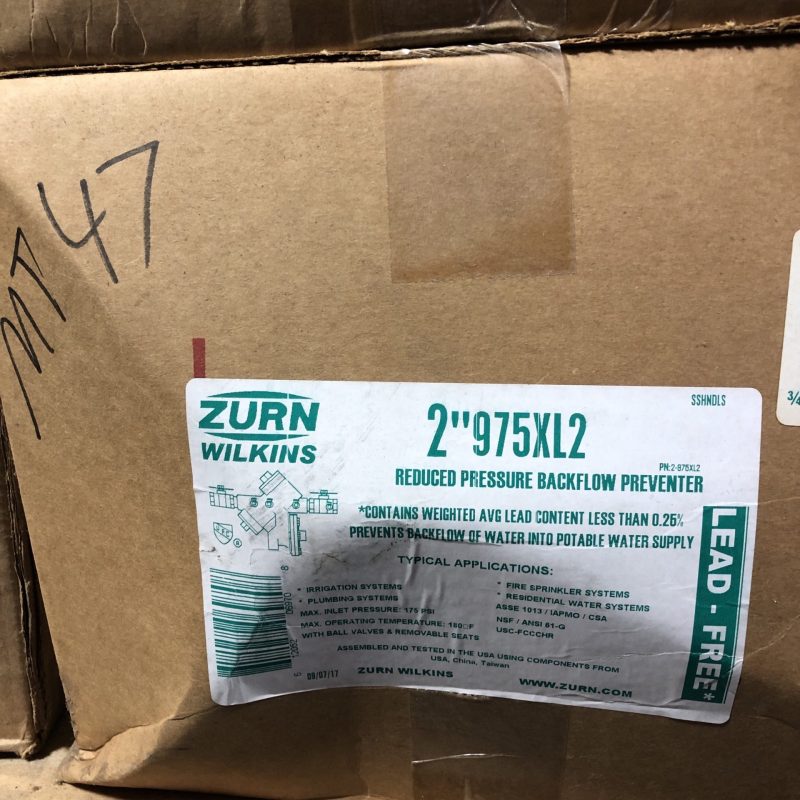 MT 47
ZURN
WILKINS
SSHNDLS
2"975XL2
PN:2-975XL2
REDUCED PRESSURE BACKFLOW PREVENTER
*CONTAINS WEIGHTED AVG LEAD CONTENT LESS THAN 0.25%
PREVENTS BACKFLOW OF WATER INTO POTABLE WATER SUPPLY
TYPICAL APPLICATIONS:
* IRRIGATION SYSTEMS
* PLUMBING SYSTEMS
MAX. INLET PRESSURE: 175 PSI
MAX. OPERATING TEMPERATURE: 180□F
WITH BALL VALVES & REMOVABLE SEATS
* FIRE SPRINKLER SYSTEMS
* RESIDENTIAL WATER SYSTEMS
ASSE 1013 / IAPMO / CSA
NSF / ANSI 61-G
USC-FCCCHR
ASSEMBLED AND TESTED IN THE USA USING COMPONENTS FROM
USA, China, Taiwan
09/07/17
ZURN WILKINS
WWW.ZURN.COM
LEAD - FREE*
3/4